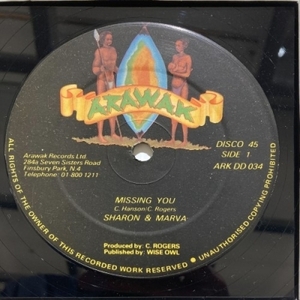 ARAWAK
Arawak Records Ltd
284a Seven Sisters Road
Finsbury Park, N 4
Telephone: 01 800 1211
DISCO 45
SIDE 1
ARK DD 034
MISSING YOU
C. Hanson: C. Rogers
SHARON & MARVA
Produced by: C. ROGERS
Published by: WISE OWL
ALL RIGHTS OF THE OWNER OF THIS RECORDED WORK RESERVED ● UNAUTHORISED COPYING PROHIBITED